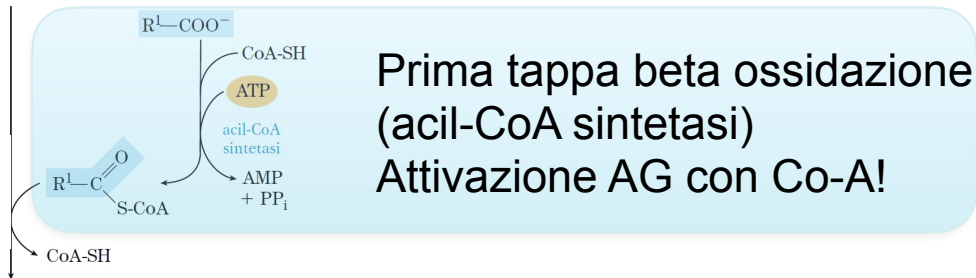 R¹—COO⁻
CoA-SH
ATP
acil-CoA
sintetasi
AMP
+ PPᵢ
O
R¹—C
S-CoA
CoA-SH
Prima tappa beta ossidazione
(acil-CoA sintetasi)
Attivazione AG con Co-A!